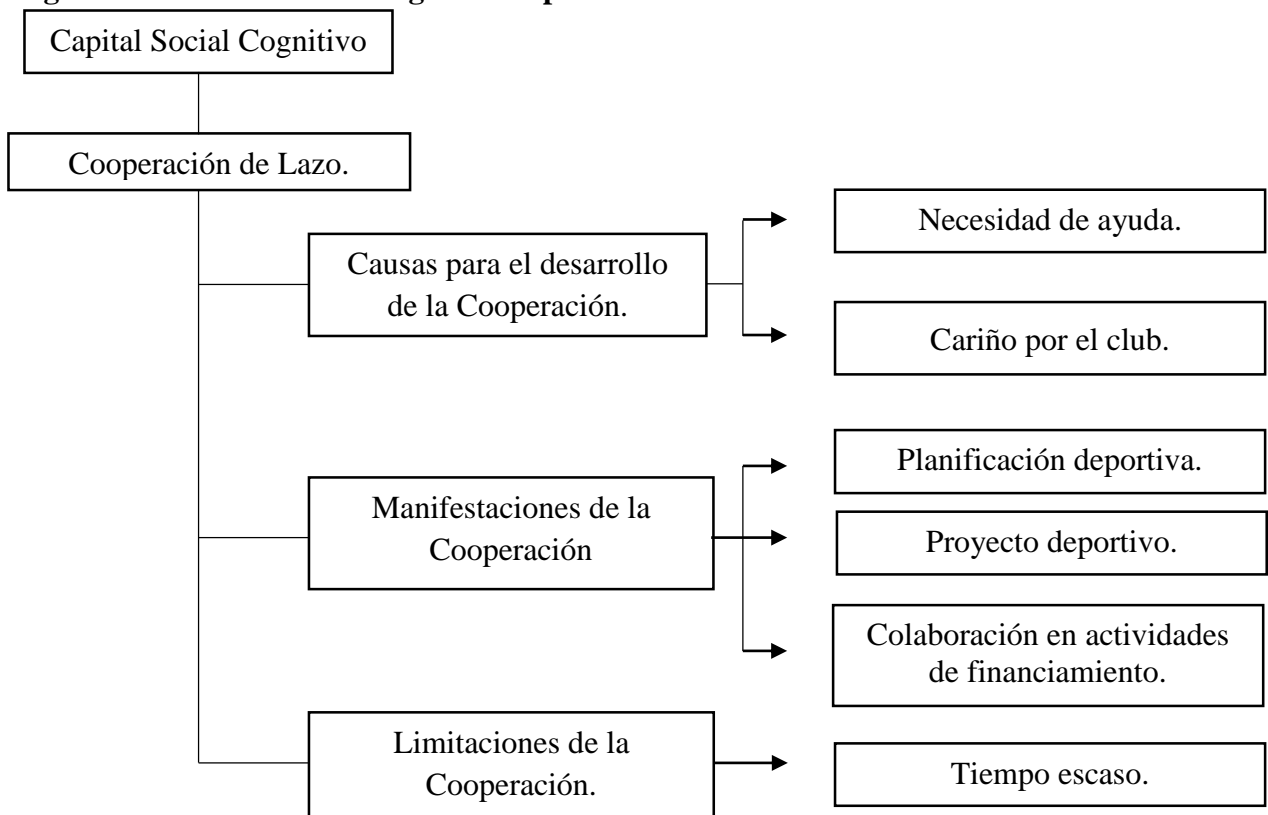 Capital Social Cognitivo
Cooperación de Lazo.
Causas para el desarrollo
de la Cooperación.
Necesidad de ayuda.
Cariño por el club.
Manifestaciones de la
Cooperación
Planificación deportiva.
Proyecto deportivo.
Colaboración en actividades
de financiamiento.
Limitaciones de la
Cooperación.
Tiempo escaso.